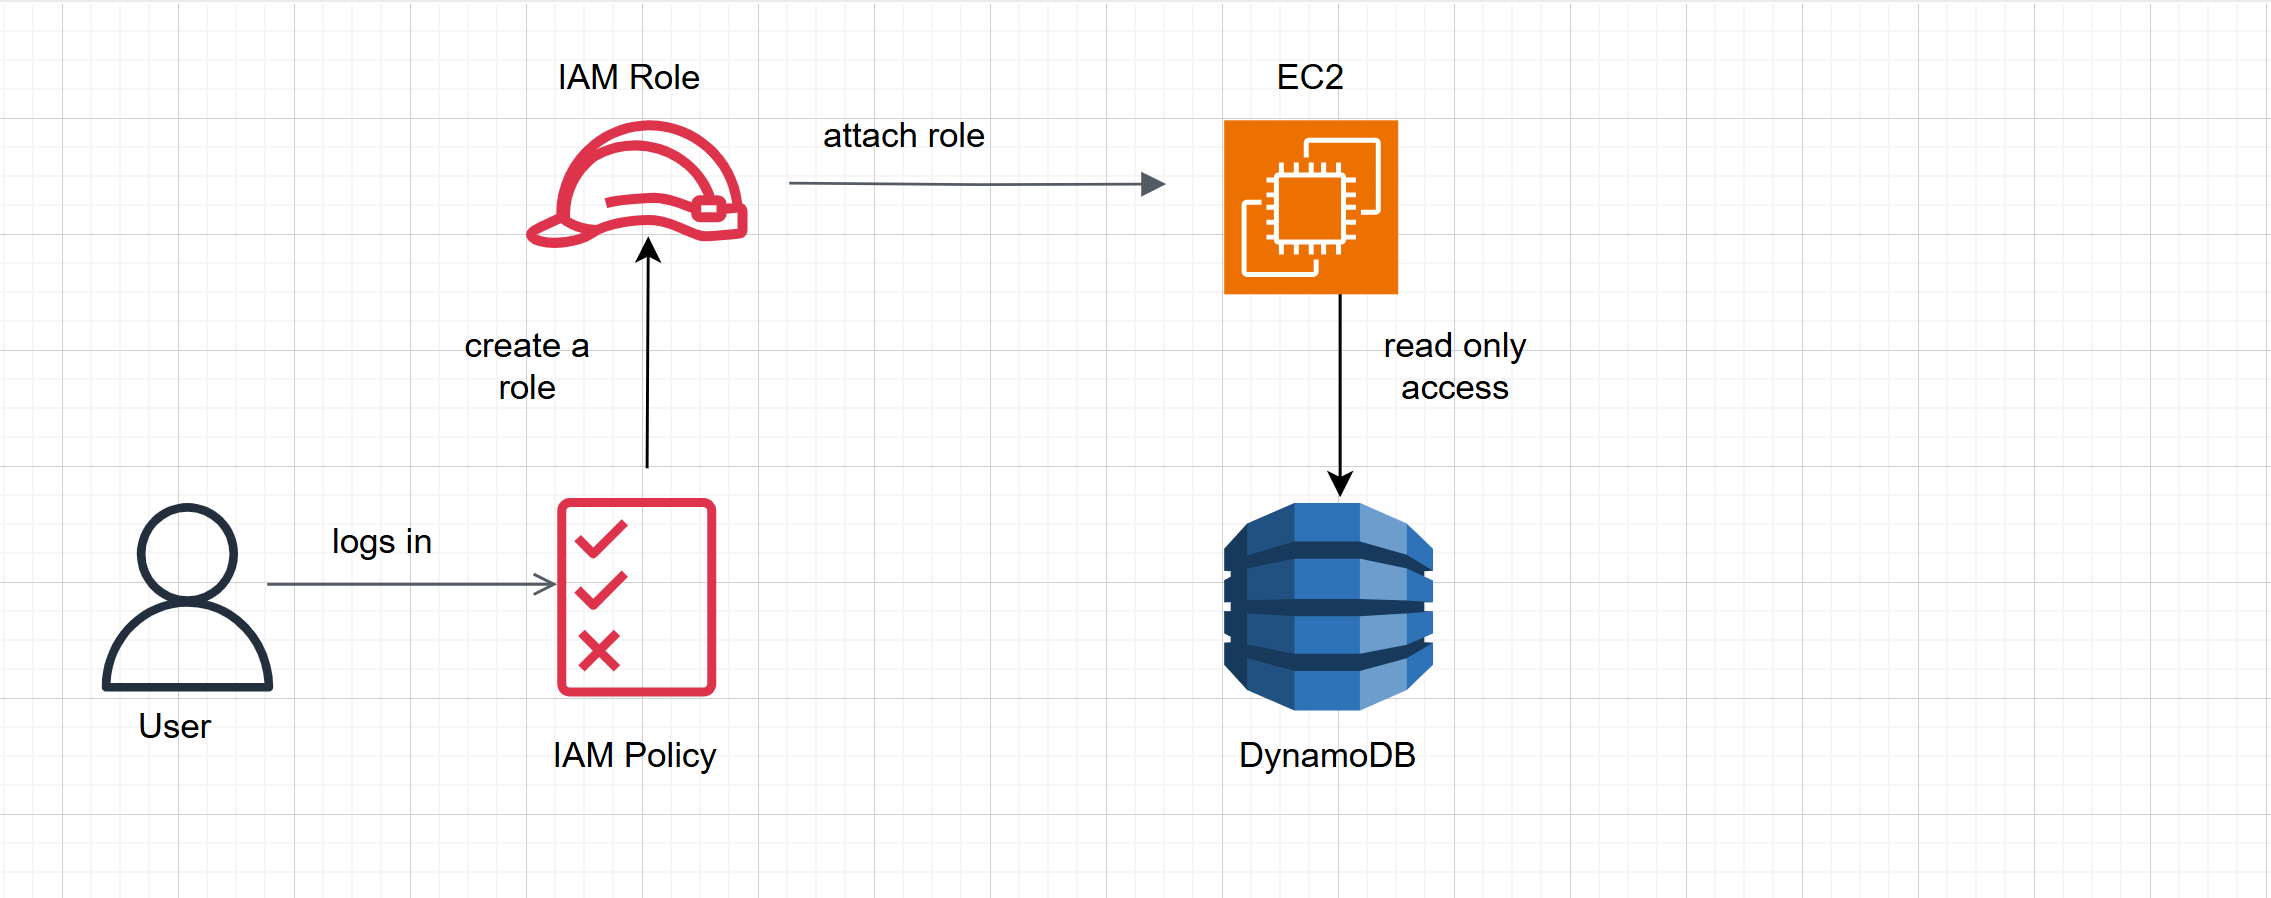 IAM Role
EC2
attach role
create a
role
read only
access
logs in
User
IAM Policy
DynamoDB